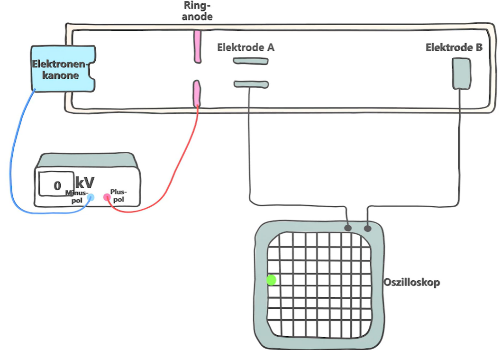 Ring-
anode
Elektrode A
Elektrode B
Elektronen-
kanone
0 kV
Minus-
pol
Plus-
pol
Oszilloskop